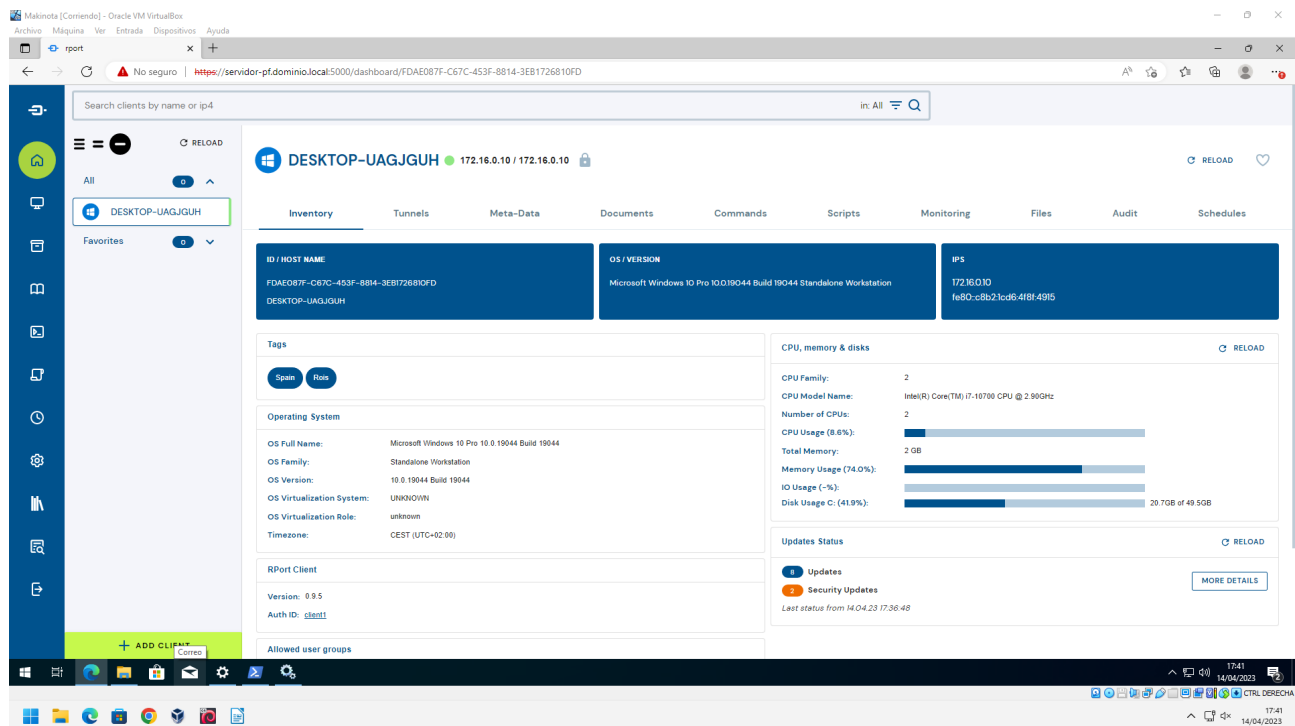 Makinota [Corriendo] - Oracle VM VirtualBox
Archivo Máquina Ver Entrada Dispositivos Ayuda
rport
No seguro https://servidor-pf.dominio.local:5000/dashboard/FDAE087F-C67C-453F-8814-3EB1726810FD
Search clients by name or ip4
in: All
RELOAD
All 0
DESKTOP-UAGJGUH
Favorites 0
ADD CLIENT
Correo
DESKTOP-UAGJGUH 172.16.0.10 / 172.16.0.10
RELOAD
Inventory Tunnels Meta-Data Documents Commands Scripts Monitoring Files Audit Schedules
ID / HOST NAME
FDAE087F-C67C-453F-8814-3EB1726810FD
DESKTOP-UAGJGUH
OS / VERSION
Microsoft Windows 10 Pro 10.0.19044 Build 19044 Standalone Workstation
IPS
172.16.0.10
fe80::c8b2:1cd6:4f8f:4915
Tags
Spain Rois
Operating System
OS Full Name: Microsoft Windows 10 Pro 10.0.19044 Build 19044
OS Family: Standalone Workstation
OS Version: 10.0.19044 Build 19044
OS Virtualization System: UNKNOWN
OS Virtualization Role: unknown
Timezone: CEST (UTC+02:00)
RPort Client
Version: 0.9.5
Auth ID: client1
Allowed user groups
CPU, memory & disks RELOAD
CPU Family: 2
CPU Model Name: Intel(R) Core(TM) i7-10700 CPU @ 2.90GHz
Number of CPUs: 2
CPU Usage (8.6%):
Total Memory: 2 GB
Memory Usage (74.0%):
IO Usage (-%):
Disk Usage C: (41.9%): 20.7GB of 49.5GB
Updates Status RELOAD
8 Updates
3 Security Updates
Last status from 14.04.23 17:36:48
MORE DETAILS
17:41
14/04/2023
CTRL DERECHA
17:41
14/04/2023